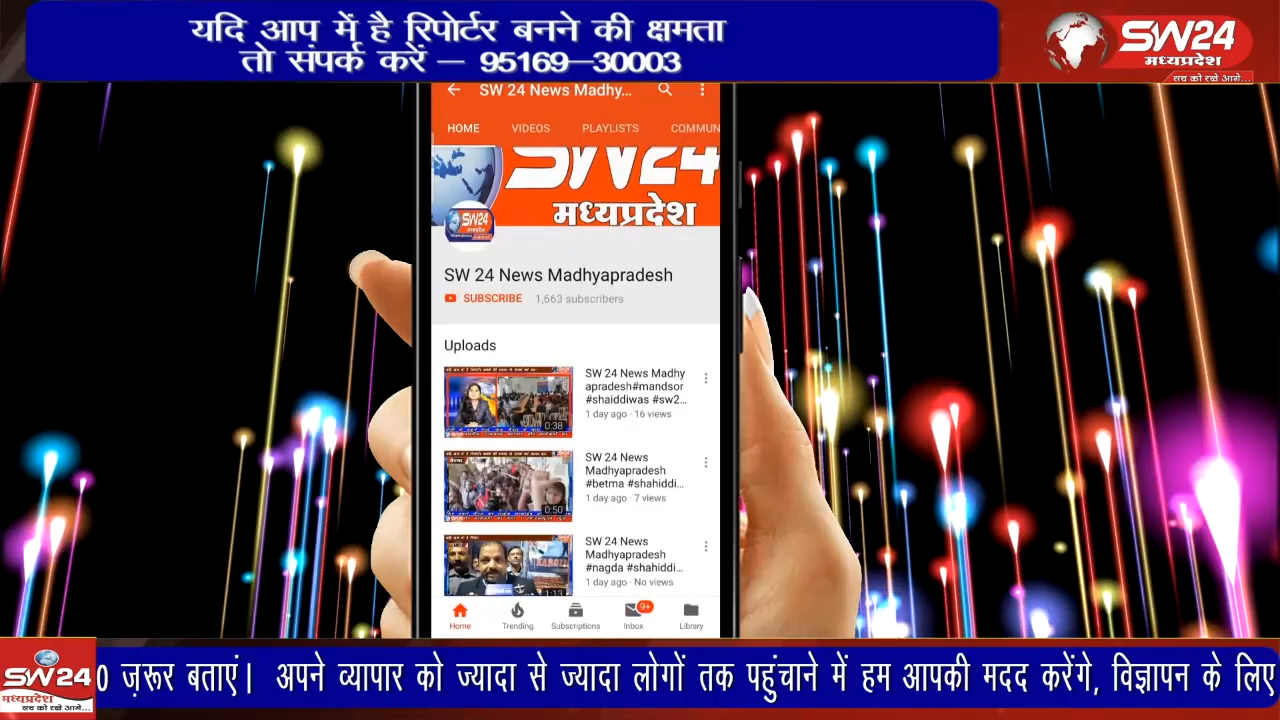 यदि आप में है रिपोर्टर बनने की क्षमता
तो संपर्क करें – 95169–30003
SW24
मध्यप्रदेश
सच को रखे आगे...
SW 24 News Madhy...
HOME VIDEOS PLAYLISTS COMMUN
SW24
मध्यप्रदेश
SW24
SW 24 News Madhyapradesh
SUBSCRIBE 1,663 subscribers
Uploads
SW 24 News Madhy
apradesh#mandsor
#shaiddiwas #sw2...
1 day ago · 16 views
0:38
SW 24 News
Madhyapradesh
#betma #shahiddi...
1 day ago · 7 views
0:50
SW 24 News
Madhyapradesh
#nagda #shahiddi...
1 day ago · No views
1:13
9+
Home Trending Subscriptions Inbox Library
SW24
मध्यप्रदेश
सच को रखे आगे...
0 ज़रूर बताएं। अपने व्यापार को ज्यादा से ज्यादा लोगों तक पहुंचाने में हम आपकी मदद करेंगे, विज्ञापन के लिए